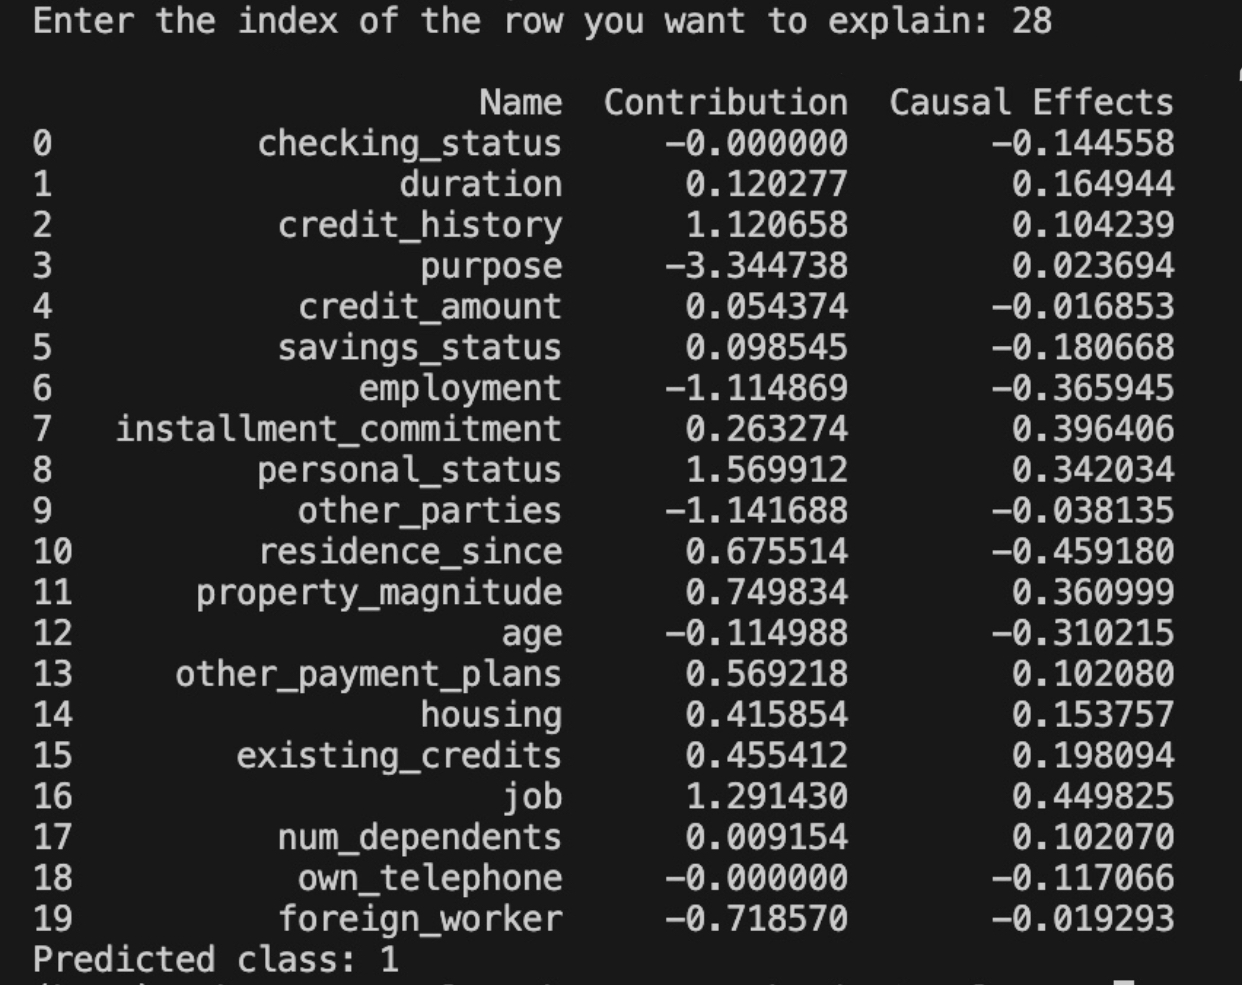 Enter the index of the row you want to explain: 28
Name Contribution Causal Effects
0 checking_status -0.000000 -0.144558
1 duration 0.120277 0.164944
2 credit_history 1.120658 0.104239
3 purpose -3.344738 0.023694
4 credit_amount 0.054374 -0.016853
5 savings_status 0.098545 -0.180668
6 employment -1.114869 -0.365945
7 installment_commitment 0.263274 0.396406
8 personal_status 1.569912 0.342034
9 other_parties -1.141688 -0.038135
10 residence_since 0.675514 -0.459180
11 property_magnitude 0.749834 0.360999
12 age -0.114988 -0.310215
13 other_payment_plans 0.569218 0.102080
14 housing 0.415854 0.153757
15 existing_credits 0.455412 0.198094
16 job 1.291430 0.449825
17 num_dependents 0.009154 0.102070
18 own_telephone -0.000000 -0.117066
19 foreign_worker -0.718570 -0.019293
Predicted class: 1